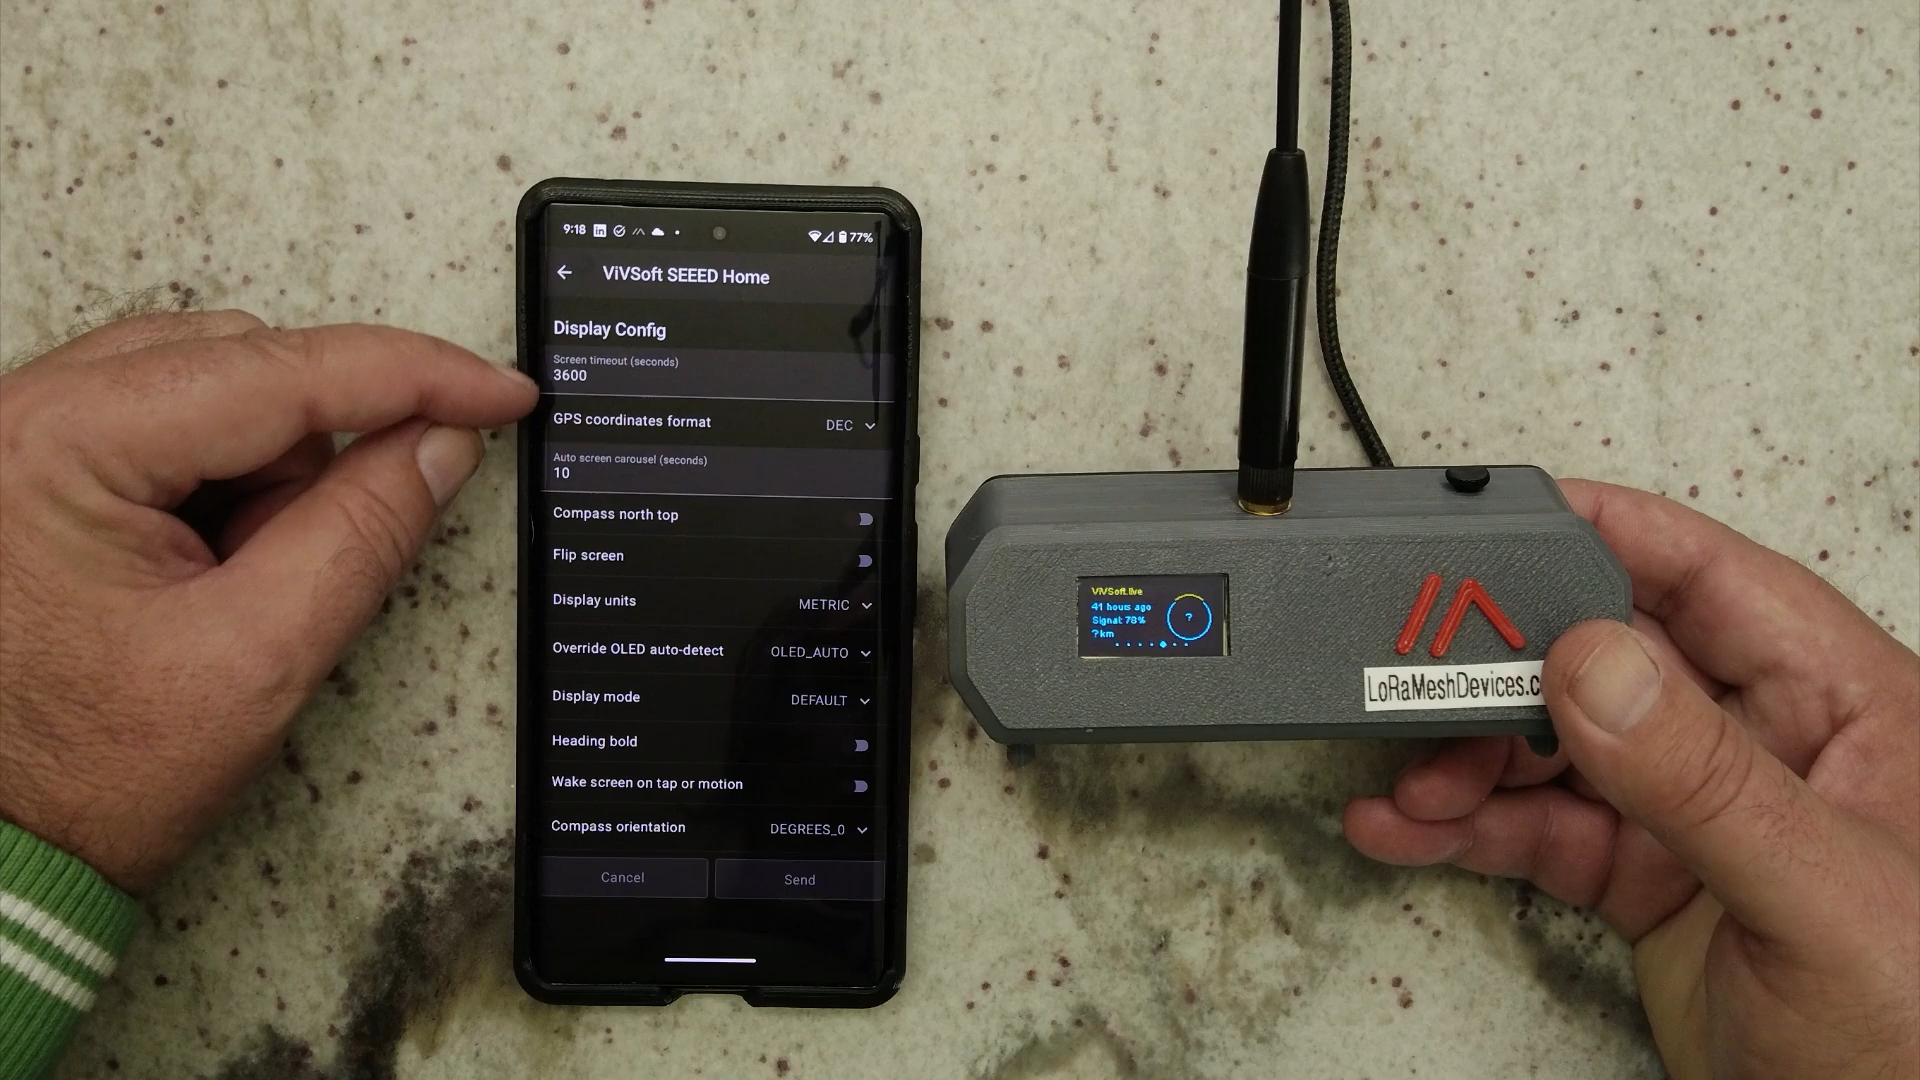 9:18
77%
ViVSoft SEEED Home
Display Config
Screen timeout (seconds)
3600
GPS coordinates format
DEC
Auto screen carousel (seconds)
10
Compass north top
Flip screen
Display units
METRIC
Override OLED auto-detect
OLED_AUTO
Display mode
DEFAULT
Heading bold
Wake screen on tap or motion
Compass orientation
DEGREES_0
Cancel
Send
ViVSoft.live
41 hours ago
Signal: 78%
? km
?
LoRaMeshDevices.c